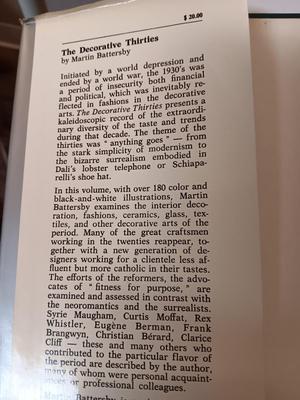 $ 20.00
The Decorative Thirties
by Martin Battersby
Initiated by a world depression and
ended by a world war, the 1930's was
a period of insecurity both financial
and political, which was inevitably re-
flected in fashions in the decorative
arts. The Decorative Thirties presents a
kaleidoscopic record of the extraordi-
nary diversity of the taste and trends
during that decade. The theme of the
thirties was "anything goes" — from
the stark simplicity of modernism to
the bizarre surrealism embodied in
Dali's lobster telephone or Schiapa-
relli's shoe hat.
In this volume, with over 180 color and
black-and-white illustrations, Martin
Battersby examines the interior deco-
ration, fashions, ceramics, glass, tex-
tiles, and other decorative arts of the
period. Many of the great craftsmen
working in the twenties reappear, to-
gether with a new generation of de-
signers working for a clientele less af-
fluent but more catholic in their tastes.
The efforts of the reformers, the advo-
cates of "fitness for purpose," are
examined and assessed in contrast with
the neoromantics and the surrealists.
Syrie Maugham, Curtis Moffat, Rex
Whistler, Eugène Berman, Frank
Brangwyn, Christian Bérard, Clarice
Cliff — these and many others who
contributed to the particular flavor of
the period are described by the author,
many of whom were personal acquaint-
ances or professional colleagues.
Martin Battersby is